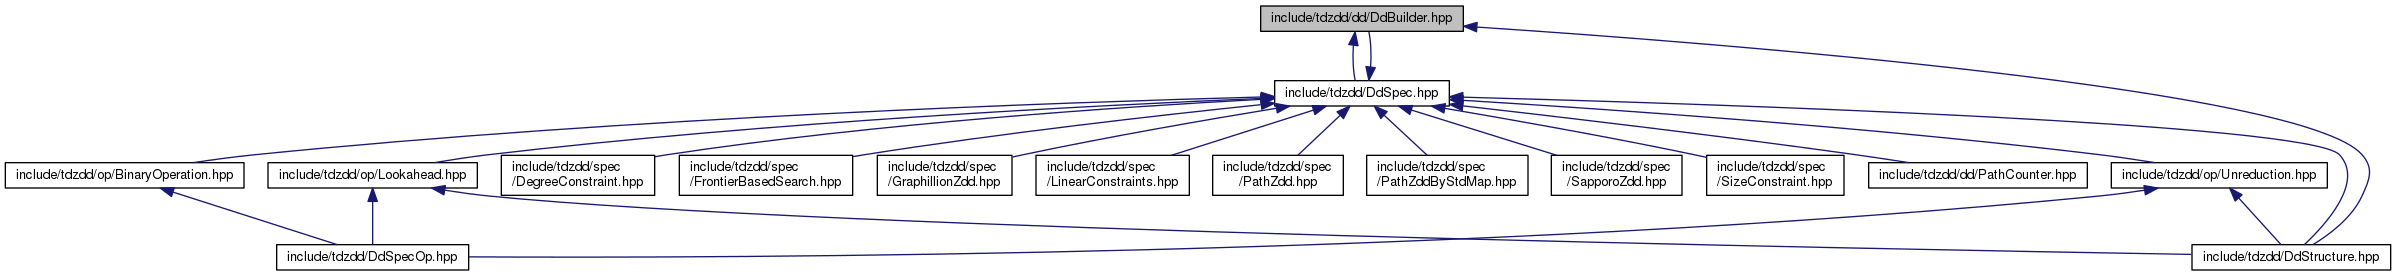 include/tdzdd/dd/DdBuilder.hpp
include/tdzdd/DdSpec.hpp
include/tdzdd/op/BinaryOperation.hpp
include/tdzdd/op/Lookahead.hpp
include/tdzdd/spec
/DegreeConstraint.hpp
include/tdzdd/spec
/FrontierBasedSearch.hpp
include/tdzdd/spec
/GraphillionZdd.hpp
include/tdzdd/spec
/LinearConstraints.hpp
include/tdzdd/spec
/PathZdd.hpp
include/tdzdd/spec
/PathZddByStdMap.hpp
include/tdzdd/spec
/SapporoZdd.hpp
include/tdzdd/spec
/SizeConstraint.hpp
include/tdzdd/dd/PathCounter.hpp
include/tdzdd/op/Unreduction.hpp
include/tdzdd/DdSpecOp.hpp
include/tdzdd/DdStructure.hpp